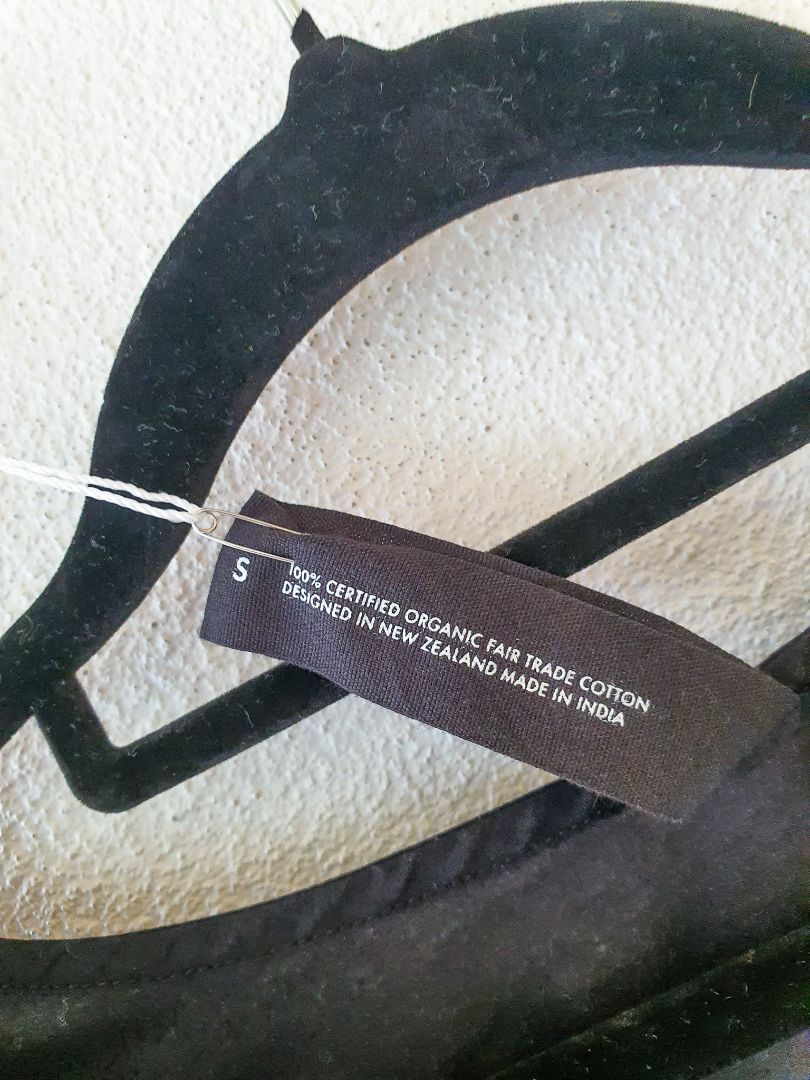 S
100% CERTIFIED ORGANIC FAIR TRADE COTTON
DESIGNED IN NEW ZEALAND MADE IN INDIA